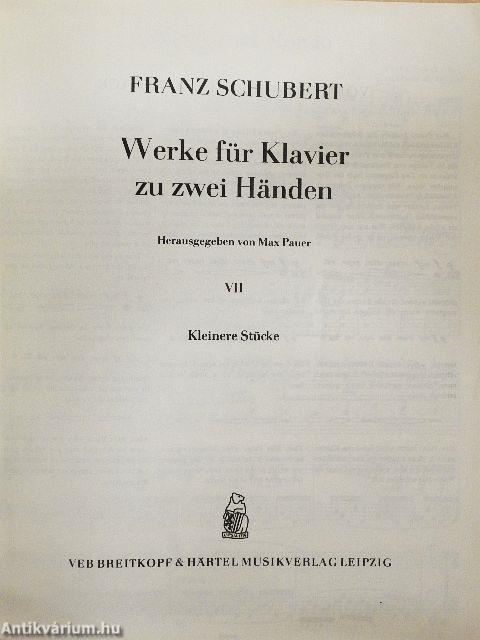 FRANZ SCHUBERT
Werke für Klavier
zu zwei Händen
Herausgegeben von Max Pauer
VII
Kleinere Stücke
VEB BREITKOPF & HÄRTEL MUSIKVERLAG LEIPZIG
Antikvárium.hu